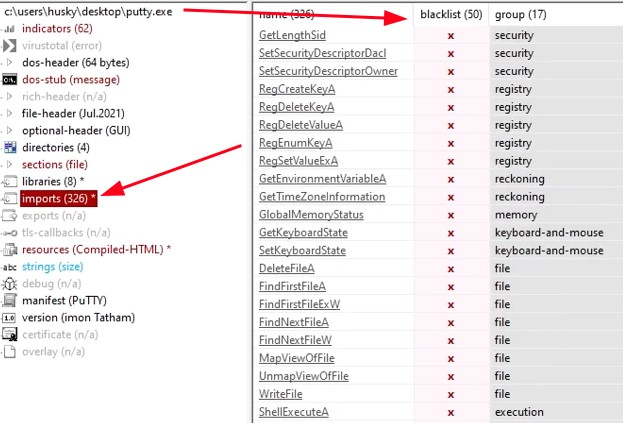 c:\users\husky\desktop\putty.exe
indicators (62)
virustotal (error)
dos-header (64 bytes)
dos-stub (message)
rich-header (n/a)
file-header (Jul.2021)
optional-header (GUI)
directories (4)
sections (file)
libraries (8) *
imports (326) *
exports (n/a)
tls-callbacks (n/a)
resources (Compiled-HTML) *
abc strings (size)
debug (n/a)
manifest (PuTTY)
1.0 version (imon Tatham)
certificate (n/a)
overlay (n/a)
name (326) blacklist (50) group (17)
GetLengthSid x security
SetSecurityDescriptorDacl x security
SetSecurityDescriptorOwner x security
RegCreateKeyA x registry
RegDeleteKeyA x registry
RegDeleteValueA x registry
RegEnumKeyA x registry
RegSetValueExA x registry
GetEnvironmentVariableA x reckoning
GetTimeZoneInformation x reckoning
GlobalMemoryStatus x memory
GetKeyboardState x keyboard-and-mouse
SetKeyboardState x keyboard-and-mouse
DeleteFileA x file
FindFirstFileA x file
FindFirstFileExW x file
FindNextFileA x file
FindNextFileW x file
MapViewOfFile x file
UnmapViewOfFile x file
WriteFile x file
ShellExecuteA x execution